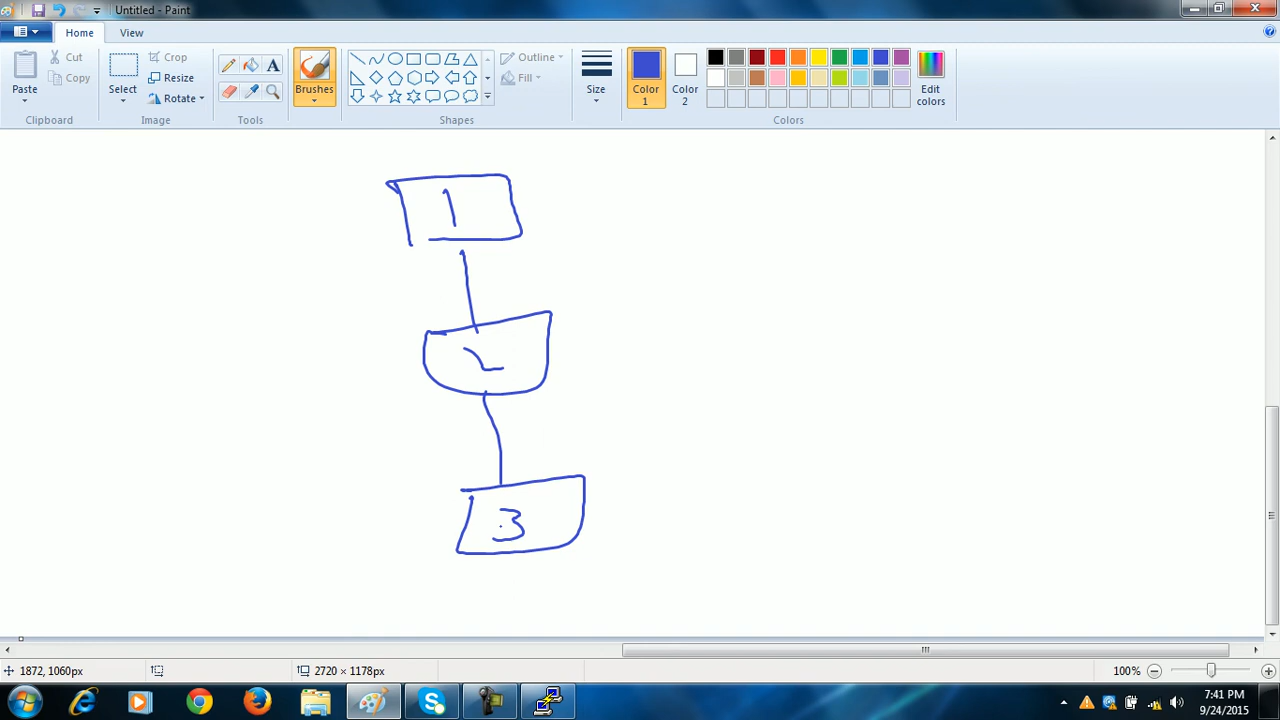 Untitled - Paint
Home View
Paste
Cut
Copy
Clipboard
Select
Crop
Resize
Rotate
Image
A
Tools
Brushes
Outline
Fill
Shapes
Size
Color 1
Color 2
Edit colors
Colors
1
2
3
1872, 1060px
2720 × 1178px
100%
7:41 PM
9/24/2015